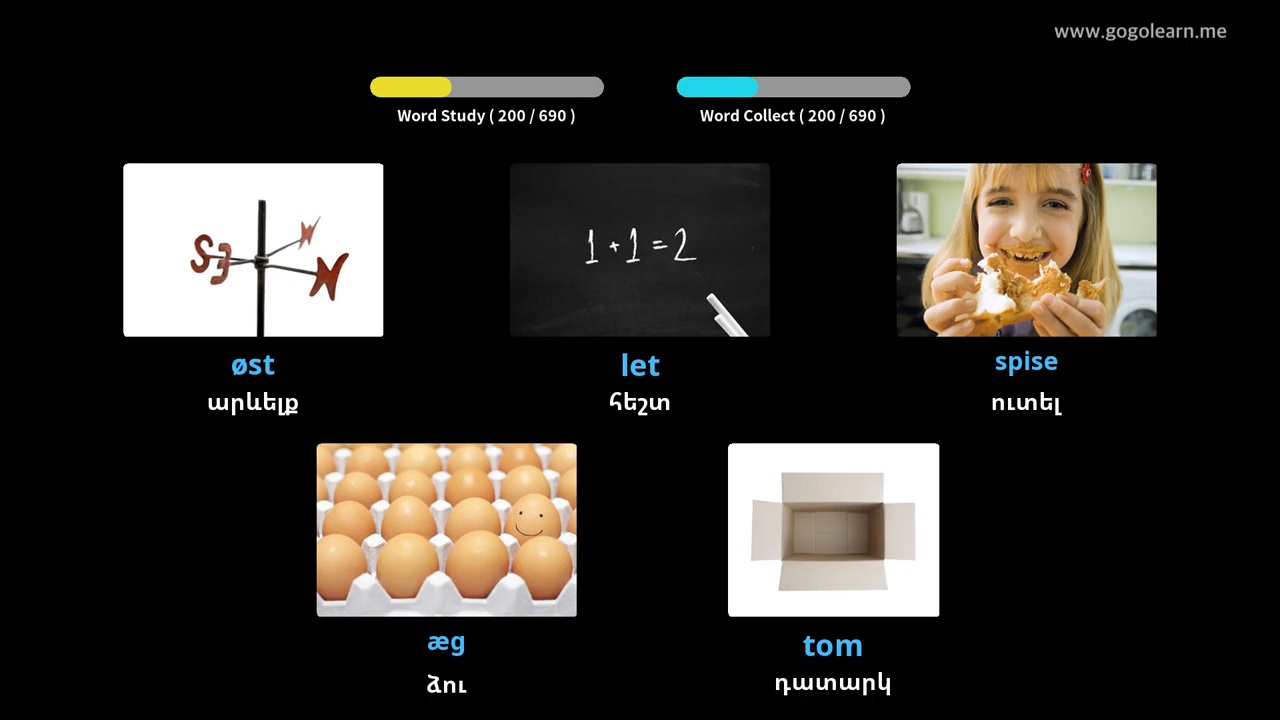 www.gogolearn.me
Word Study ( 200 / 690 )
Word Collect ( 200 / 690 )
S E N W
1 + 1 = 2
øst
let
spise
արևելք
հեշտ
ուտել
æg
tom
ձու
դատարկ